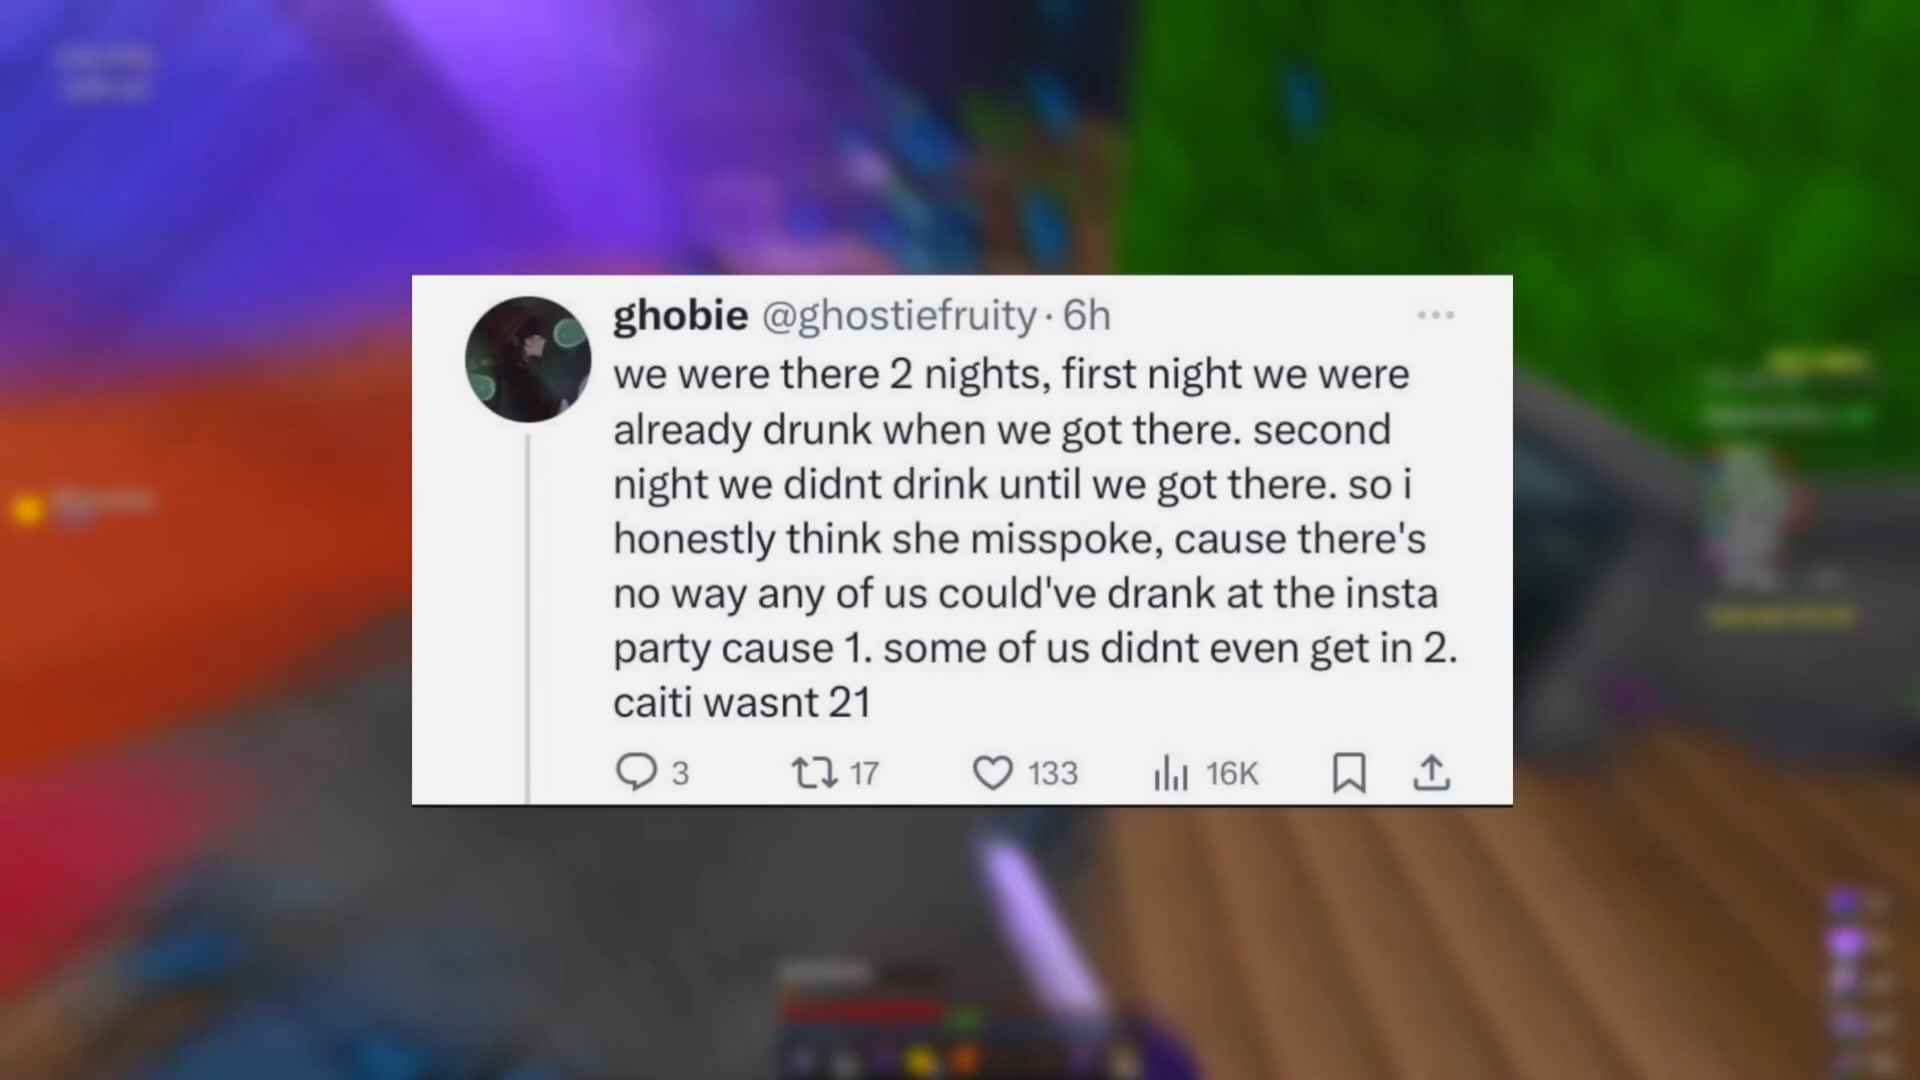 ghobie @ghostiefruity · 6h
we were there 2 nights, first night we were
already drunk when we got there. second
night we didnt drink until we got there. so i
honestly think she misspoke, cause there's
no way any of us could've drank at the insta
party cause 1. some of us didnt even get in 2.
caiti wasnt 21
3 17 133 16K